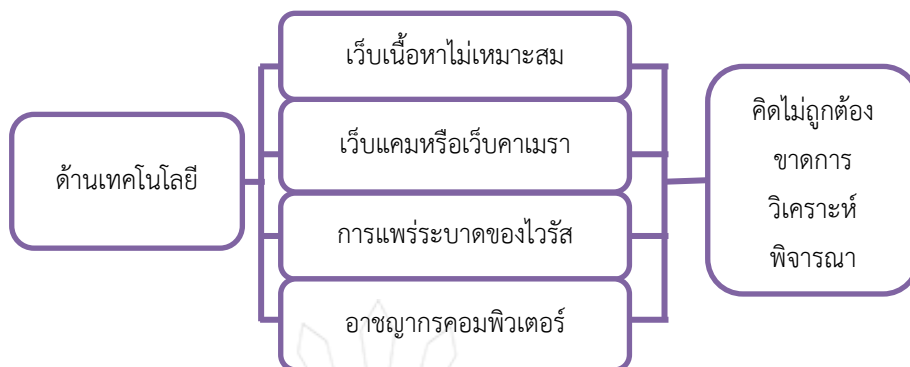 ด้านเทคโนโลยี
เว็บเนื้อหาไม่เหมาะสม
เว็บแคมหรือเว็บคาเมรา
การแพร่ระบาดของไวรัส
อาชญากรคอมพิวเตอร์
คิดไม่ถูกต้อง
ขาดการ
วิเคราะห์
พิจารณา